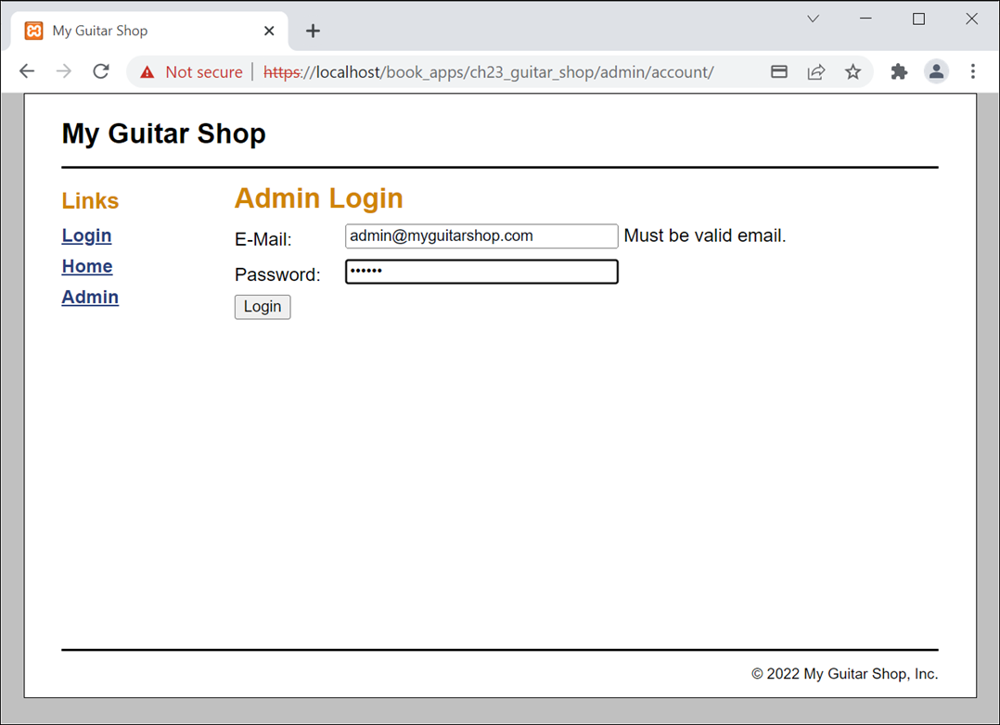 My Guitar Shop
Not secure https://localhost/book_apps/ch23_guitar_shop/admin/account/
My Guitar Shop
Links
Login
Home
Admin
Admin Login
E-Mail: admin@myguitarshop.com Must be valid email.
Password: ••••••
Login
© 2022 My Guitar Shop, Inc.